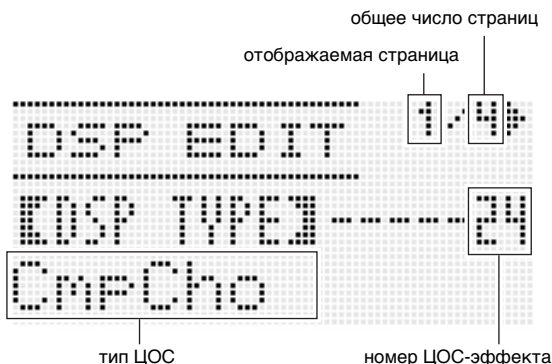 общее число страниц
отображаемая страница
DSP EDIT 1/4
【DSP TYPE】-----24
CmpCho
тип ЦОС
номер ЦОС-эффекта